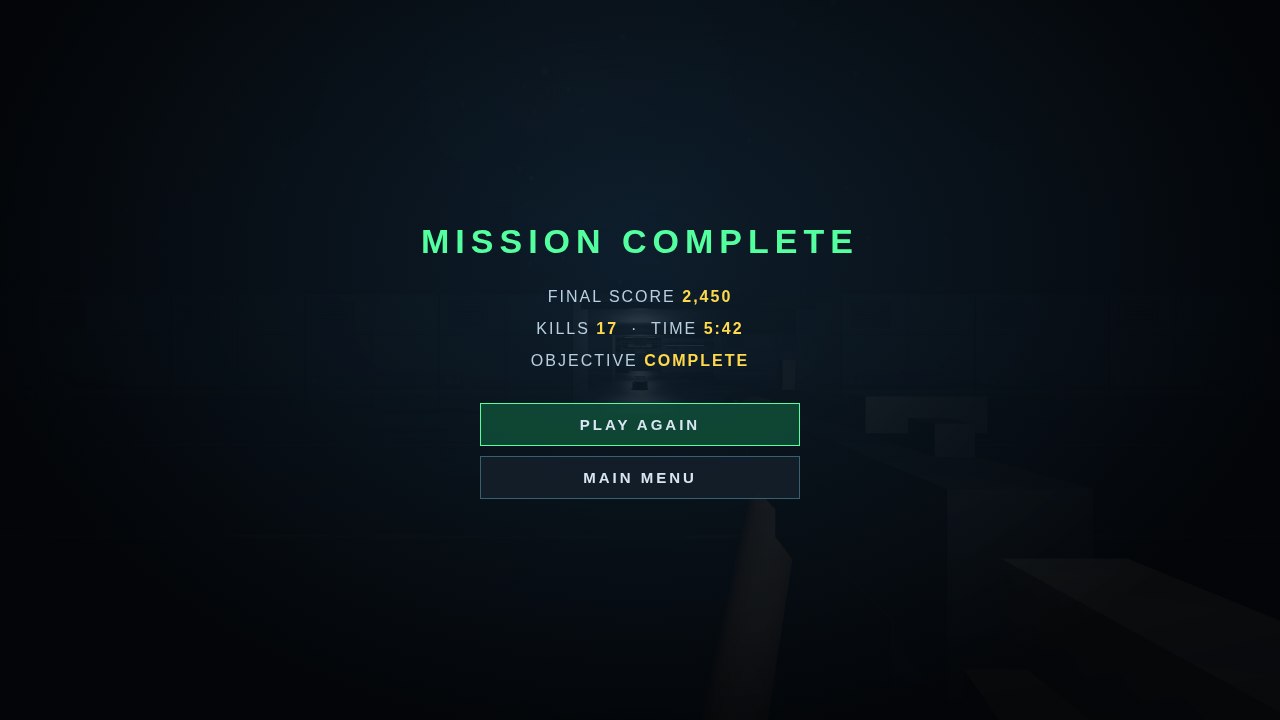 MISSION COMPLETE
FINAL SCORE 2,450
KILLS 17 · TIME 5:42
OBJECTIVE COMPLETE
PLAY AGAIN
MAIN MENU